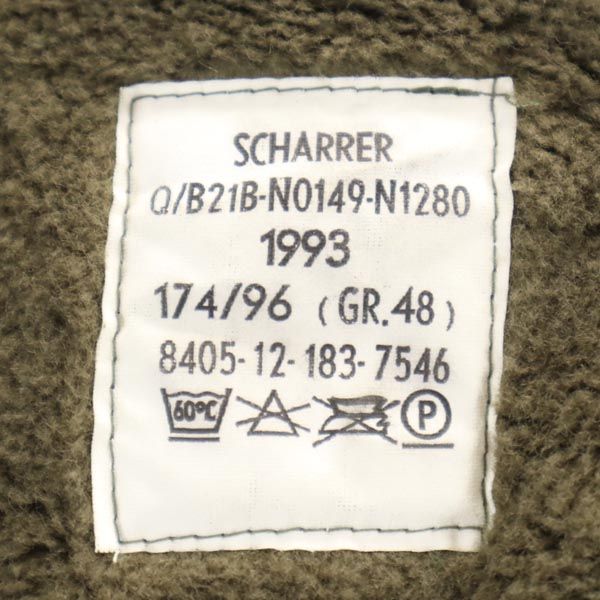 SCHARRER
Q/B21B-N0149-N1280
1993
174/96 (GR.48)
8405-12-183-7546
60°C P